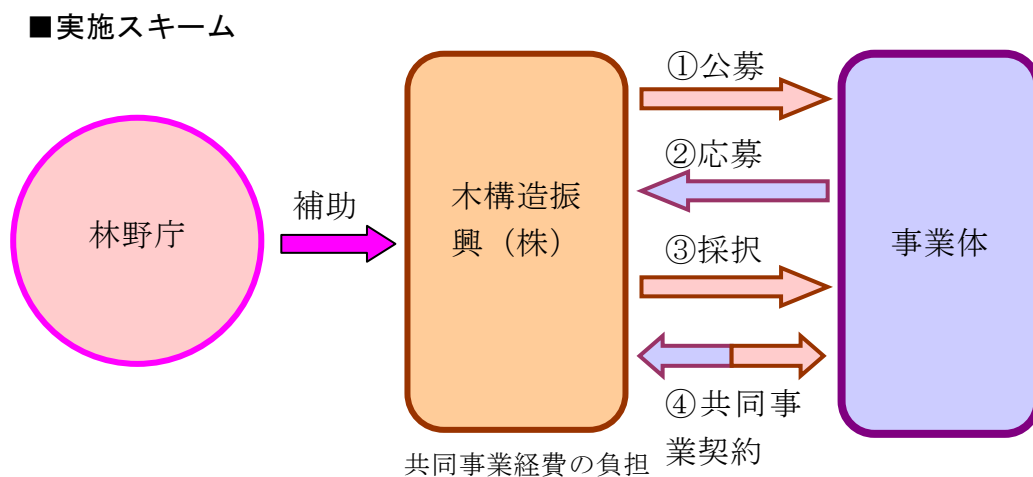 ■実施スキーム
林野庁
補助
木構造振
興（株）
共同事業経費の負担
①公募
②応募
③採択
④共同事
業契約
事業体